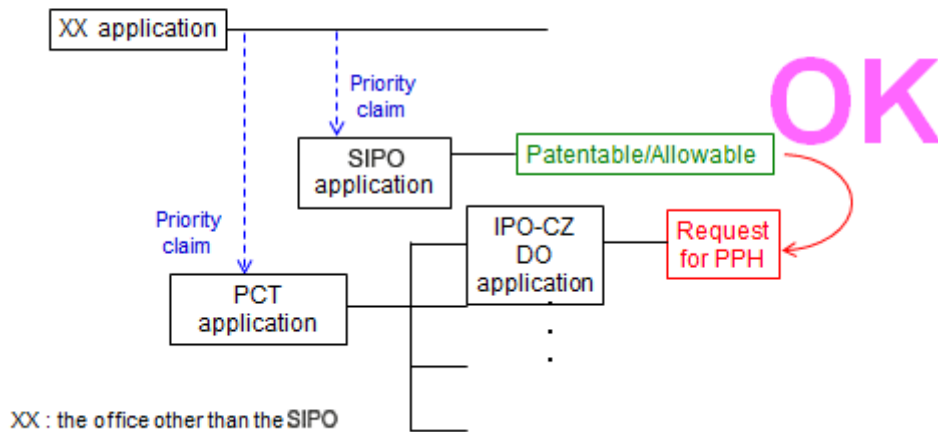 XX application
OK
Priority
claim
SIPO
application
Patentable/Allowable
Priority
claim
IPO-CZ
DO
application
Request
for PPH
PCT
application
XX : the office other than the SIPO